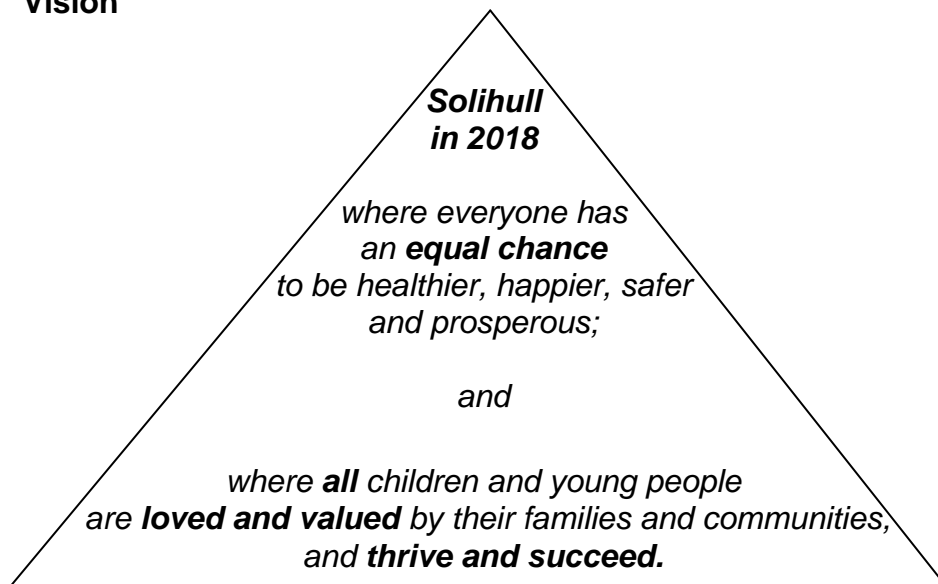 Vision
Solihull
in 2018
where everyone has
an equal chance
to be healthier, happier, safer
and prosperous;
and
where all children and young people
are loved and valued by their families and communities,
and thrive and succeed.